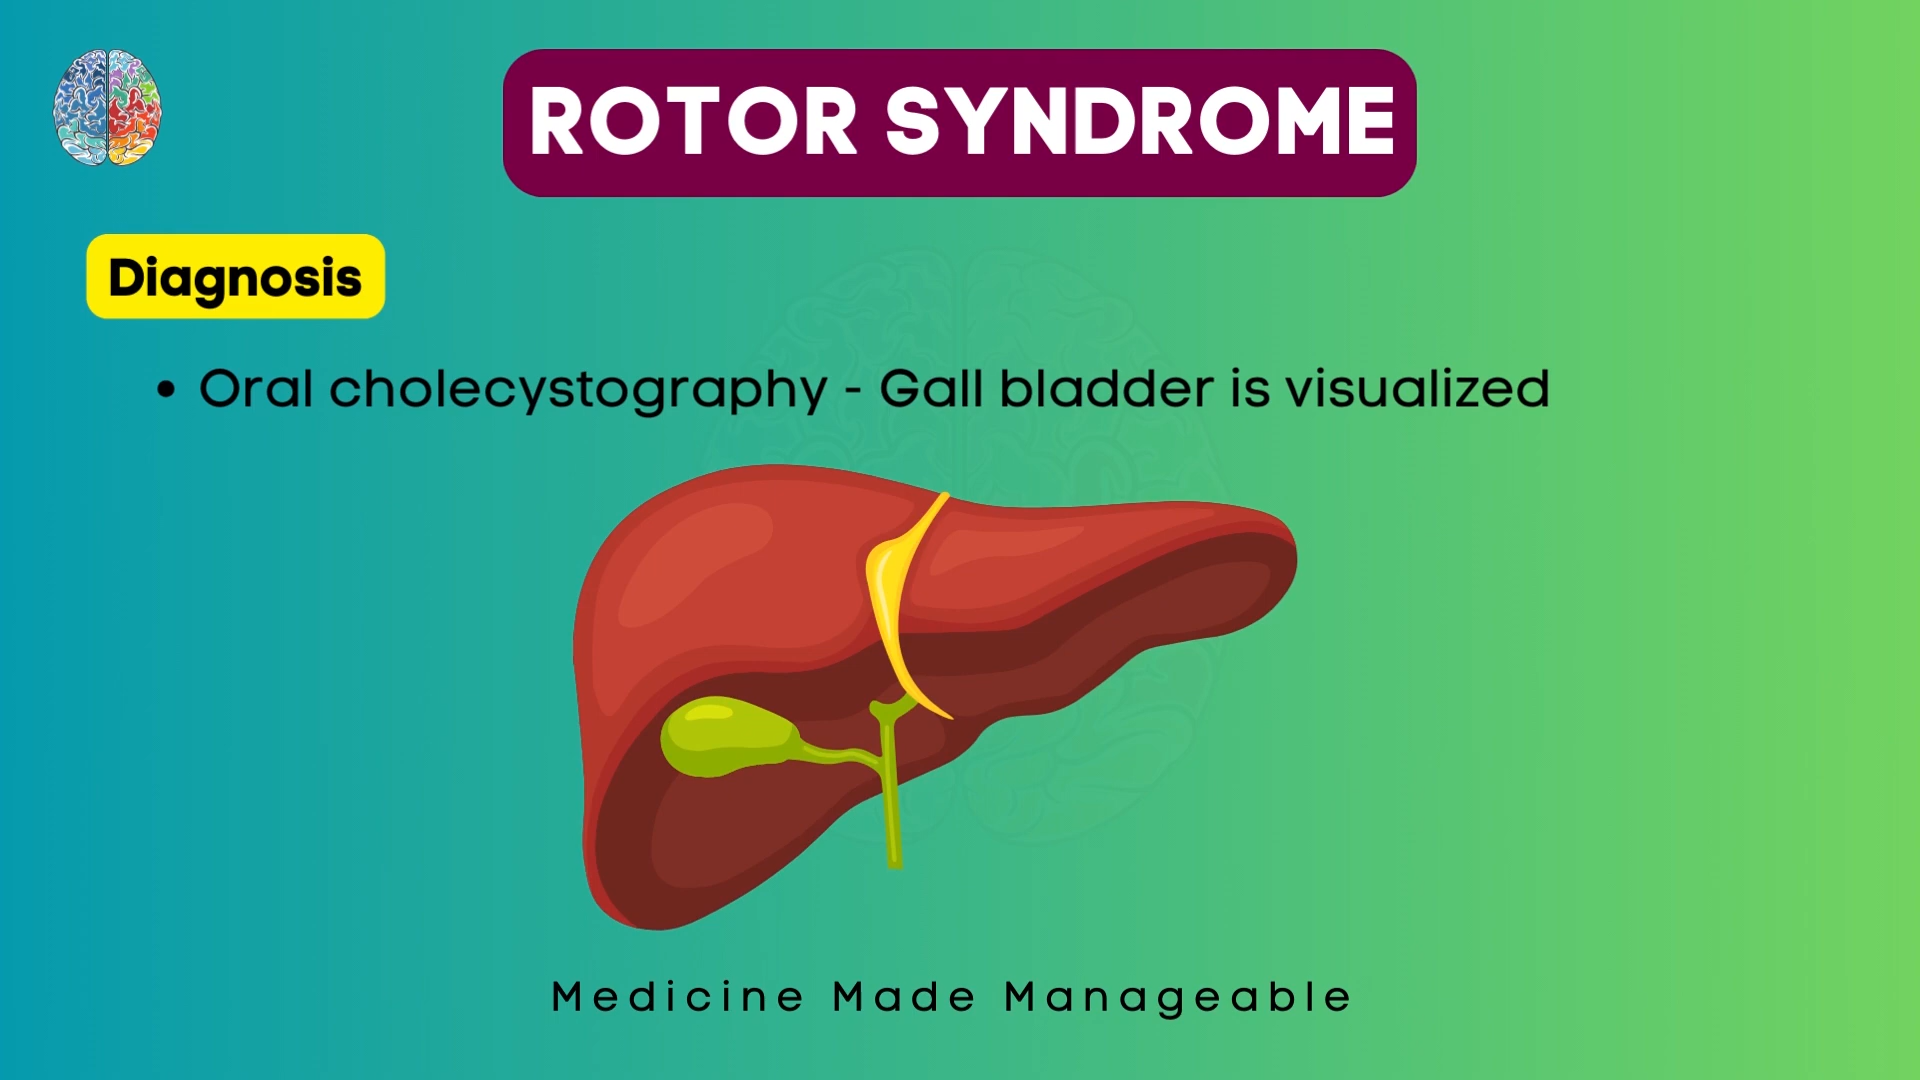 ROTOR SYNDROME
Diagnosis
• Oral cholecystography - Gall bladder is visualized
Medicine Made Manageable